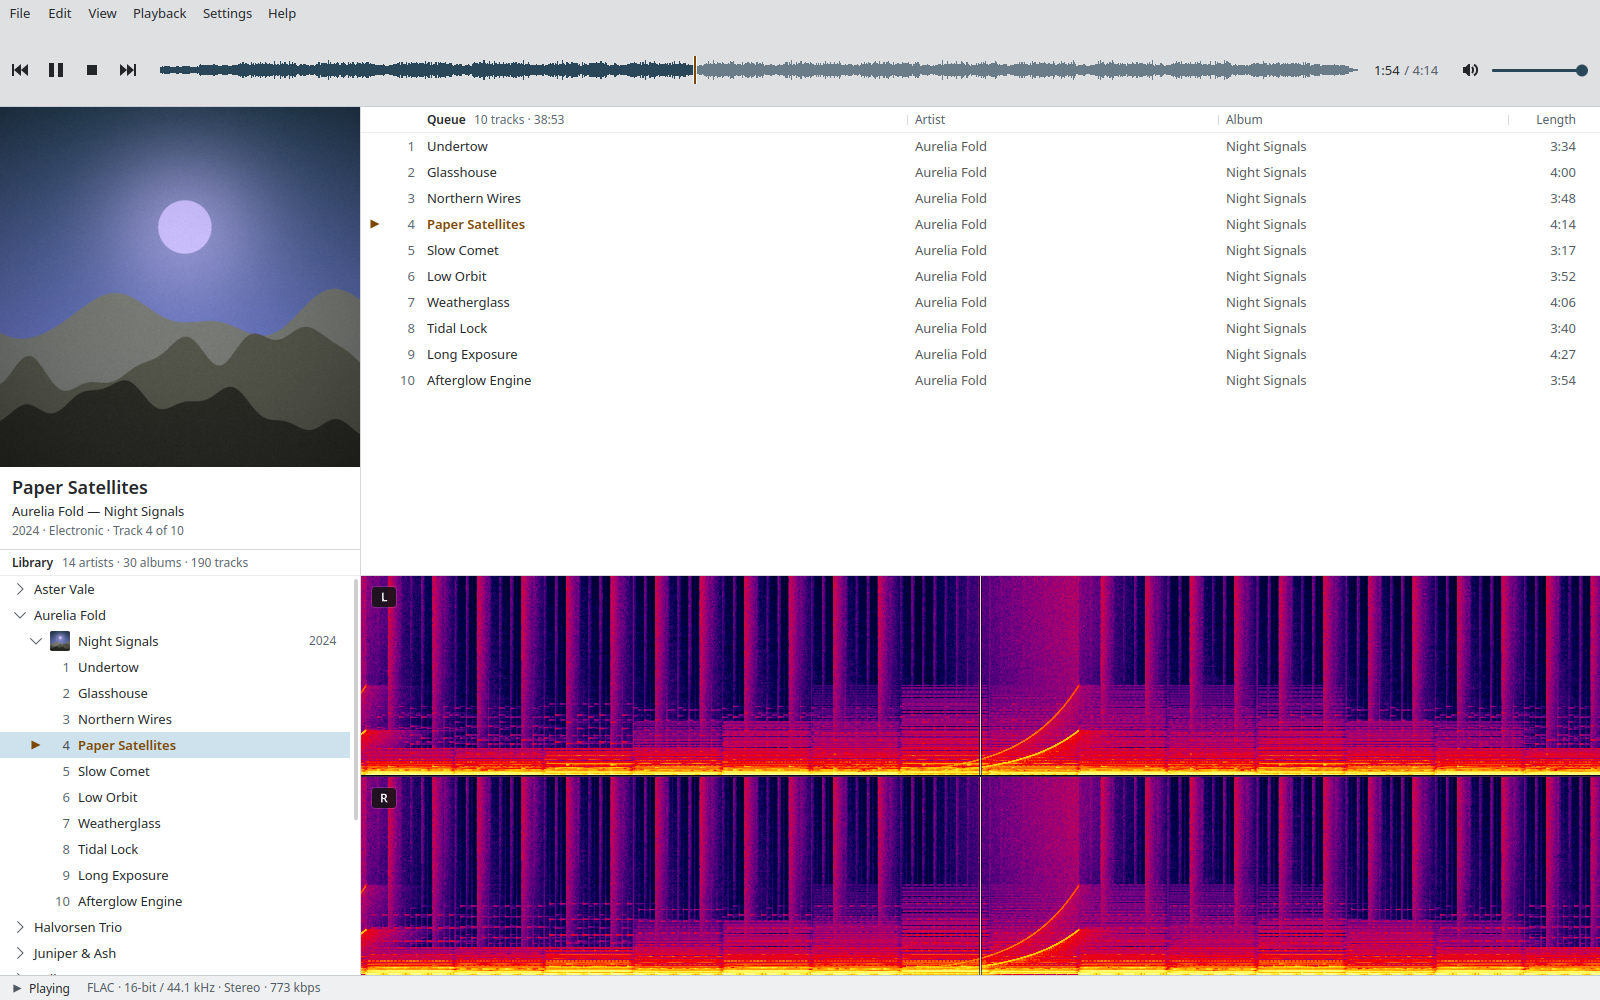 File Edit View Playback Settings Help
1:54 / 4:14
Queue 10 tracks · 38:53 Artist Album Length
1 Undertow Aurelia Fold Night Signals 3:34
2 Glasshouse Aurelia Fold Night Signals 4:00
3 Northern Wires Aurelia Fold Night Signals 3:48
4 Paper Satellites Aurelia Fold Night Signals 4:14
5 Slow Comet Aurelia Fold Night Signals 3:17
6 Low Orbit Aurelia Fold Night Signals 3:52
7 Weatherglass Aurelia Fold Night Signals 4:06
8 Tidal Lock Aurelia Fold Night Signals 3:40
9 Long Exposure Aurelia Fold Night Signals 4:27
10 Afterglow Engine Aurelia Fold Night Signals 3:54
Paper Satellites
Aurelia Fold — Night Signals
2024 · Electronic · Track 4 of 10
Library 14 artists · 30 albums · 190 tracks
Aster Vale
Aurelia Fold
Night Signals 2024
1 Undertow
2 Glasshouse
3 Northern Wires
4 Paper Satellites
5 Slow Comet
6 Low Orbit
7 Weatherglass
8 Tidal Lock
9 Long Exposure
10 Afterglow Engine
Halvorsen Trio
Juniper & Ash
L
R
Playing FLAC · 16-bit / 44.1 kHz · Stereo · 773 kbps